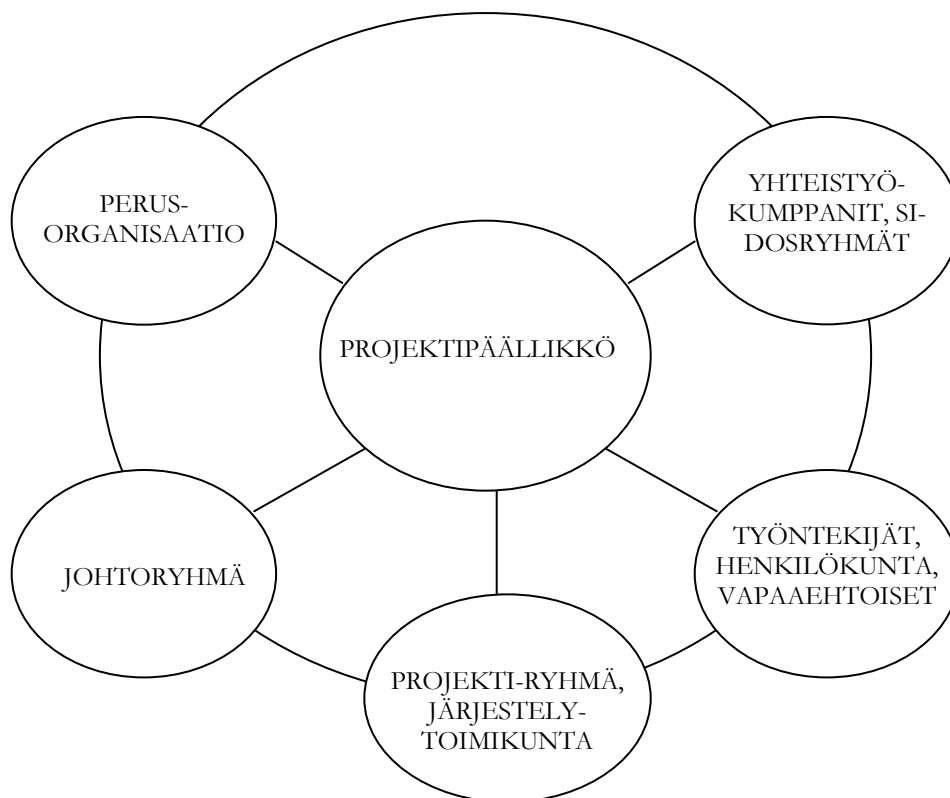 PERUS-
ORGANISAATIO
YHTEISTYÖ-
KUMPPANIT, SI-
DOSRYHMÄT
PROJEKTIPÄÄLLIKKÖ
JOHTORYHMÄ
TYÖNTEKIJÄT,
HENKILÖKUNTA,
VAPAAEHTOISET
PROJEKTI-RYHMÄ,
JÄRJESTELY-
TOIMIKUNTA